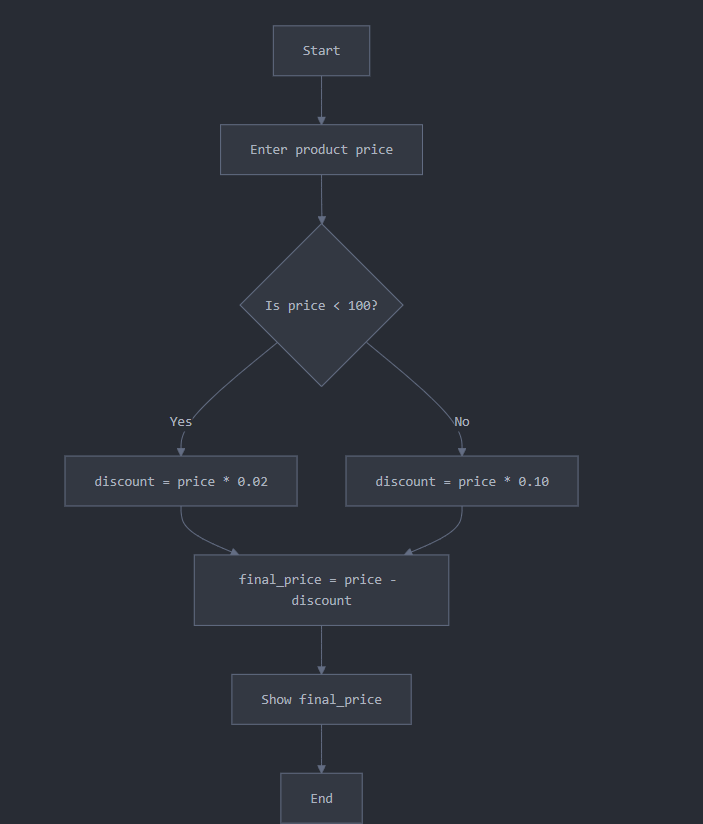 Start
Enter product price
Is price < 100?
Yes
No
discount = price * 0.02
discount = price * 0.10
final_price = price -
discount
Show final_price
End